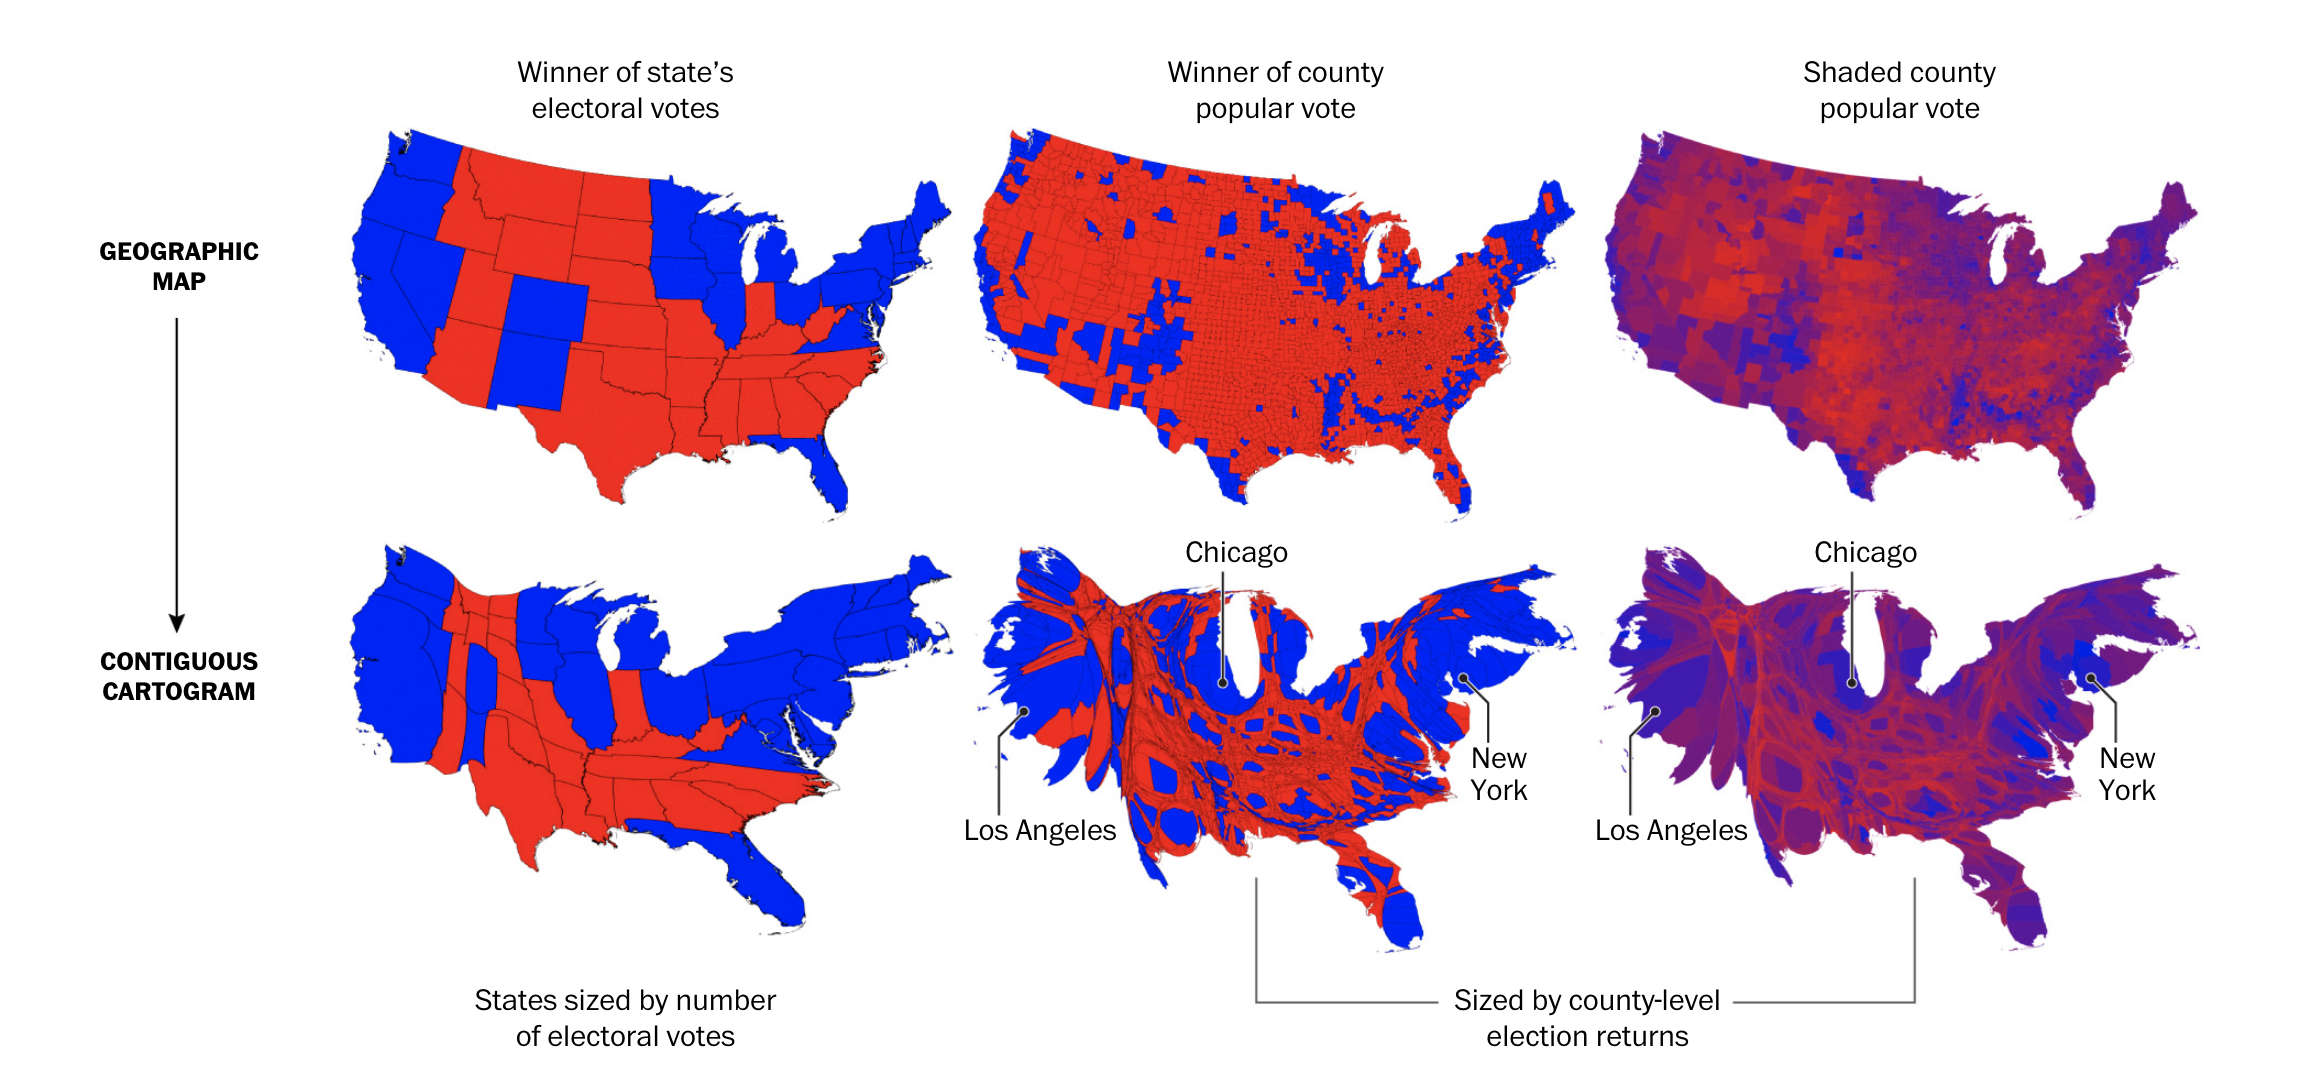 Winner of state’s
electoral votes
Winner of county
popular vote
Shaded county
popular vote
GEOGRAPHIC
MAP
CONTIGUOUS
CARTOGRAM
Chicago
New
York
Los Angeles
Chicago
New
York
Los Angeles
States sized by number
of electoral votes
Sized by county-level
election returns